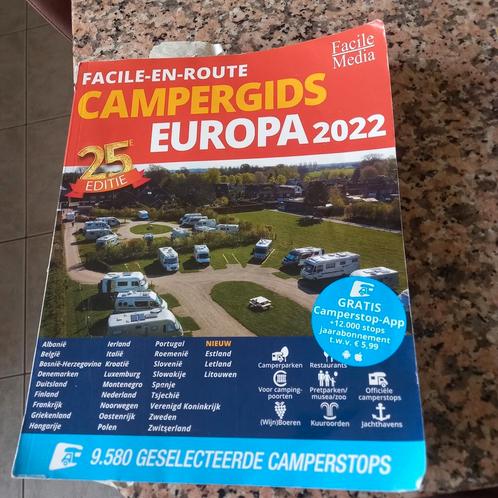 Facile
Media
FACILE-EN-ROUTE
CAMPERGIDS
EUROPA 2022
25E
EDITIE
GRATIS
Camperstop-App
+12.000 stops
jaarabonnement
t.w.v. € 5,99
Albanië
België
Bosnië-Herzegovina
Denemarken
Duitsland
Finland
Frankrijk
Griekenland
Hongarije
Ierland
Italië
Kroatië
Luxemburg
Montenegro
Nederland
Noorwegen
Oostenrijk
Polen
Portugal
Roemenië
Slovenië
Slowakije
Spanje
Tsjechië
Verenigd Koninkrijk
Zweden
Zwitserland
NIEUW
Estland
Letland
Litouwen
Camperparken
Restaurants
Voor camping-
poorten
Pretparken/
musea/zoo
Officiële
camperstops
(Wijn)Boeren
Kuuroorden
Jachthavens
9.580 GESELECTEERDE CAMPERSTOPS